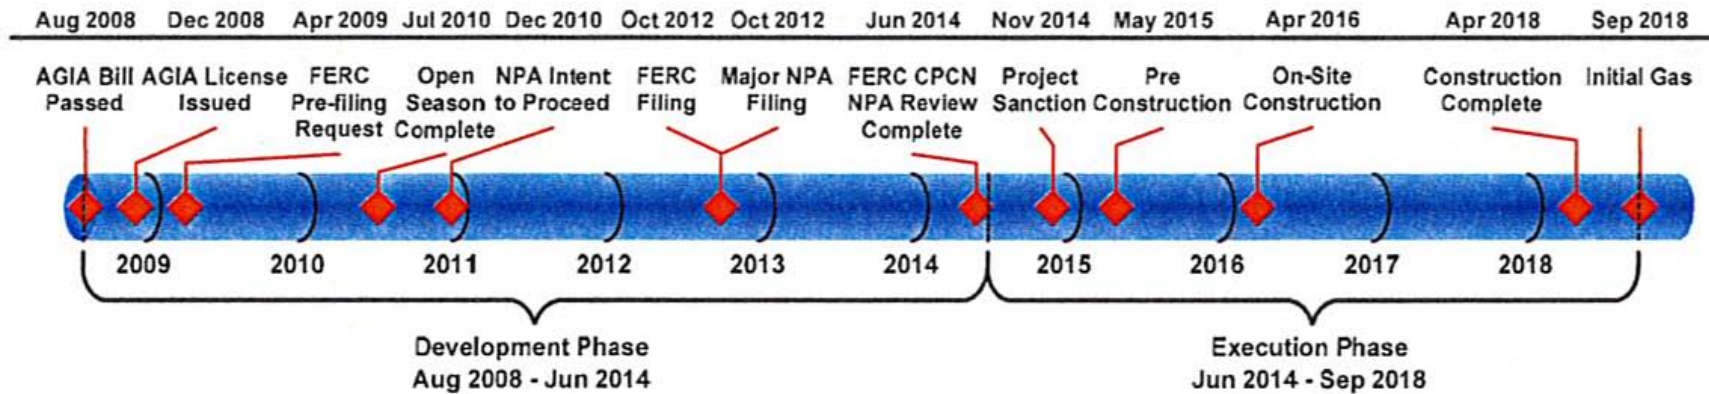 Aug 2008 Dec 2008 Apr 2009 Jul 2010 Dec 2010 Oct 2012 Oct 2012 Jun 2014 Nov 2014 May 2015 Apr 2016 Apr 2018 Sep 2018
AGIA Bill
Passed
AGIA License
Issued
FERC
Pre-filing
Request
Open
Season
Complete
NPA Intent
to Proceed
FERC
Filing
Major NPA
Filing
FERC CPCN
NPA Review
Complete
Project
Sanction
Pre
Construction
On-Site
Construction
Construction
Complete
Initial Gas
2009 2010 2011 2012 2013 2014 2015 2016 2017 2018
Development Phase
Aug 2008 - Jun 2014
Execution Phase
Jun 2014 - Sep 2018